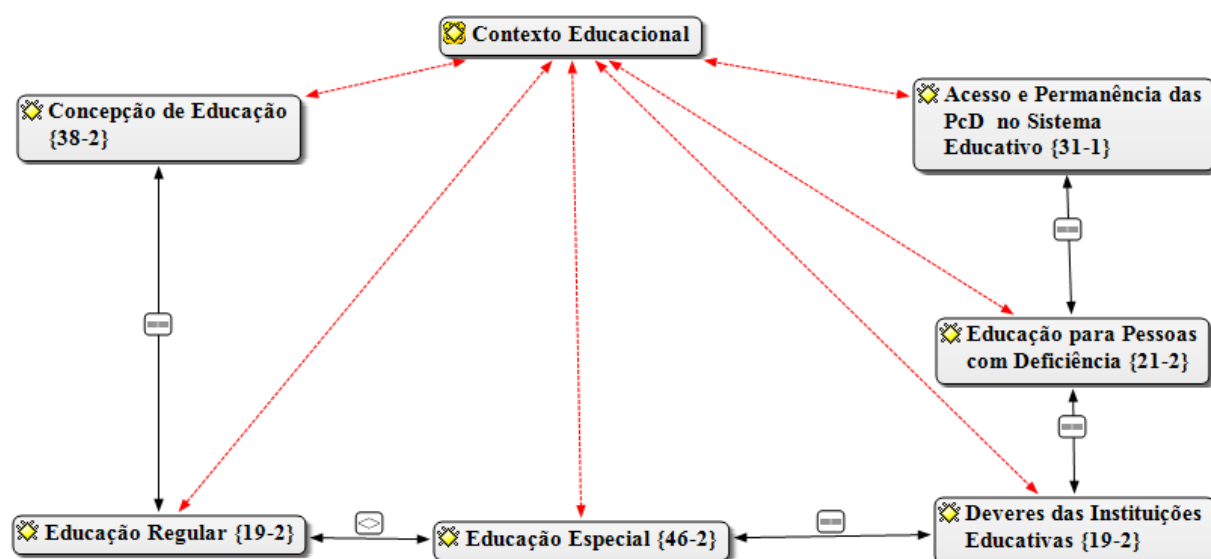 Contexto Educacional
Concepção de Educação
{38-2}
Acesso e Permanência das
PcD no Sistema
Educativo {31-1}
==
==
Educação para Pessoas
com Deficiência {21-2}
==
Educação Regular {19-2}
<>
Educação Especial {46-2}
==
Deveres das Instituições
Educativas {19-2}